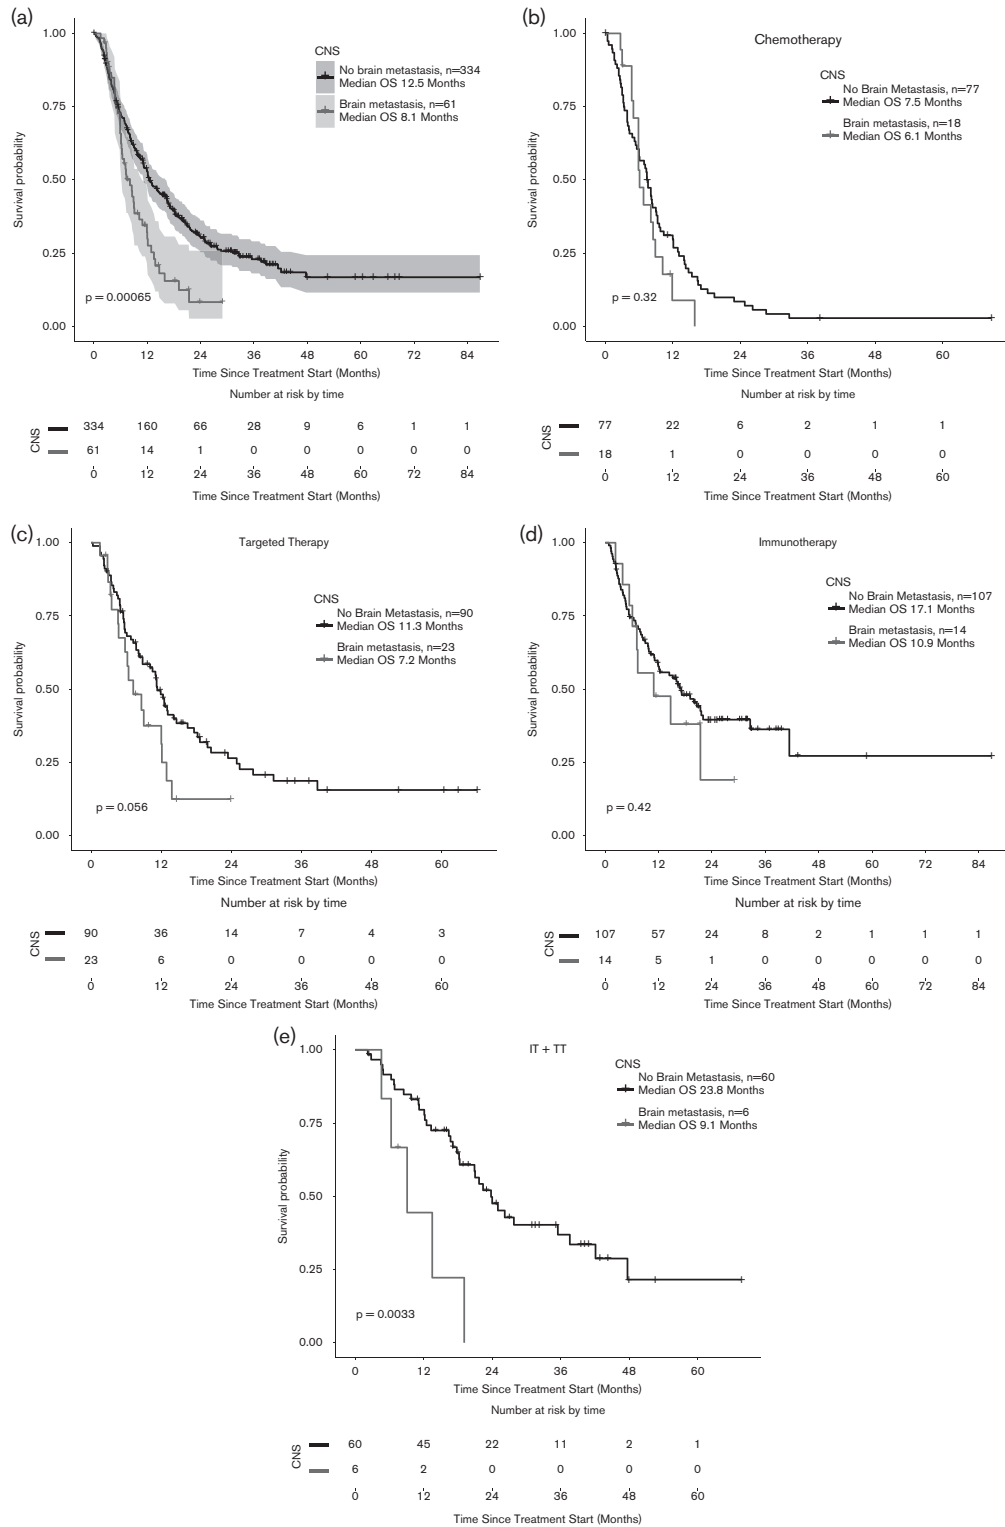 (a)
1.00
0.75
0.50
0.25
0.00
Survival probability
CNS
No brain metastasis, n=334
Median OS 12.5 Months
Brain metastasis, n=61
Median OS 8.1 Months
p = 0.00065
0 12 24 36 48 60 72 84
Time Since Treatment Start (Months)
Number at risk by time
CNS
334 160 66 28 9 6 1 1
61 14 1 0 0 0 0 0
0 12 24 36 48 60 72 84
Time Since Treatment Start (Months)
(b)
Chemotherapy
1.00
0.75
0.50
0.25
0.00
Survival probability
CNS
No Brain Metastasis, n=77
Median OS 7.5 Months
Brain metastasis, n=18
Median OS 6.1 Months
p = 0.32
0 12 24 36 48 60
Time Since Treatment Start (Months)
Number at risk by time
CNS
77 22 6 2 1 1
18 1 0 0 0 0
0 12 24 36 48 60
Time Since Treatment Start (Months)
(c)
Targeted Therapy
1.00
0.75
0.50
0.25
0.00
Survival probability
CNS
No Brain Metastasis, n=90
Median OS 11.3 Months
Brain metastasis, n=23
Median OS 7.2 Months
p = 0.056
0 12 24 36 48 60
Time Since Treatment Start (Months)
Number at risk by time
CNS
90 36 14 7 4 3
23 6 0 0 0 0
0 12 24 36 48 60
Time Since Treatment Start (Months)
(d)
Immunotherapy
1.00
0.75
0.50
0.25
0.00
Survival probability
CNS
No Brain Metastasis, n=107
Median OS 17.1 Months
Brain metastasis, n=14
Median OS 10.9 Months
p = 0.42
0 12 24 36 48 60 72 84
Time Since Treatment Start (Months)
Number at risk by time
CNS
107 57 24 8 2 1 1 1
14 5 1 0 0 0 0 0
0 12 24 36 48 60 72 84
Time Since Treatment Start (Months)
(e)
IT + TT
1.00
0.75
0.50
0.25
0.00
Survival probability
CNS
No Brain Metastasis, n=60
Median OS 23.8 Months
Brain metastasis, n=6
Median OS 9.1 Months
p = 0.0033
0 12 24 36 48 60
Time Since Treatment Start (Months)
Number at risk by time
CNS
60 45 22 11 2 1
6 2 0 0 0 0
0 12 24 36 48 60
Time Since Treatment Start (Months)